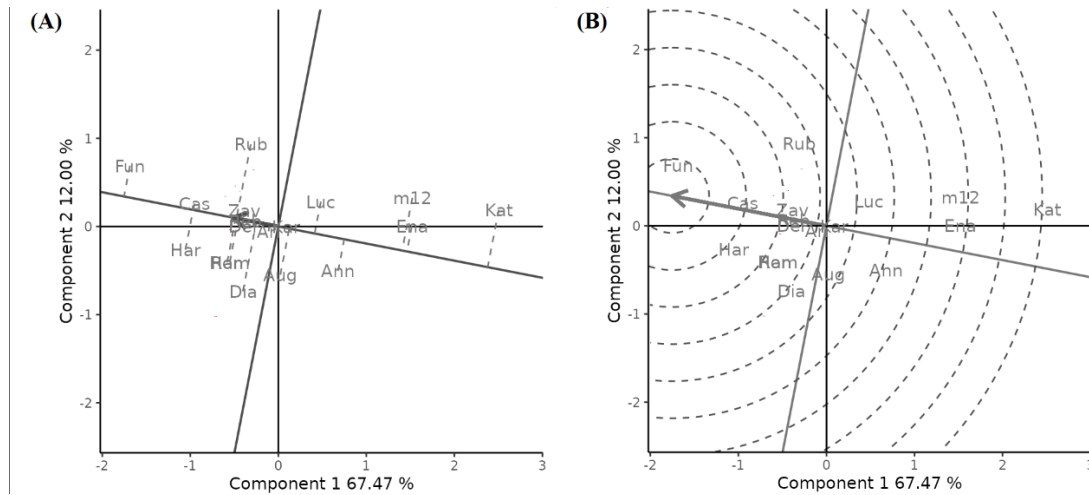 (A)
2
1
0
-1
-2
-2
-1
0
1
2
3
Component 2 12.00 %
Component 1 67.47 %
Rub
Fun
Cas
Luc
m12
Kat
Zav
Ena
Har
Dia
Aug
Ann
(B)
2
1
0
-1
-2
-2
-1
0
1
2
3
Component 2 12.00 %
Component 1 67.47 %
Rub
Fun
Cas
Luc
m12
Kat
Zav
Ena
Har
Dia
Aug
Ann